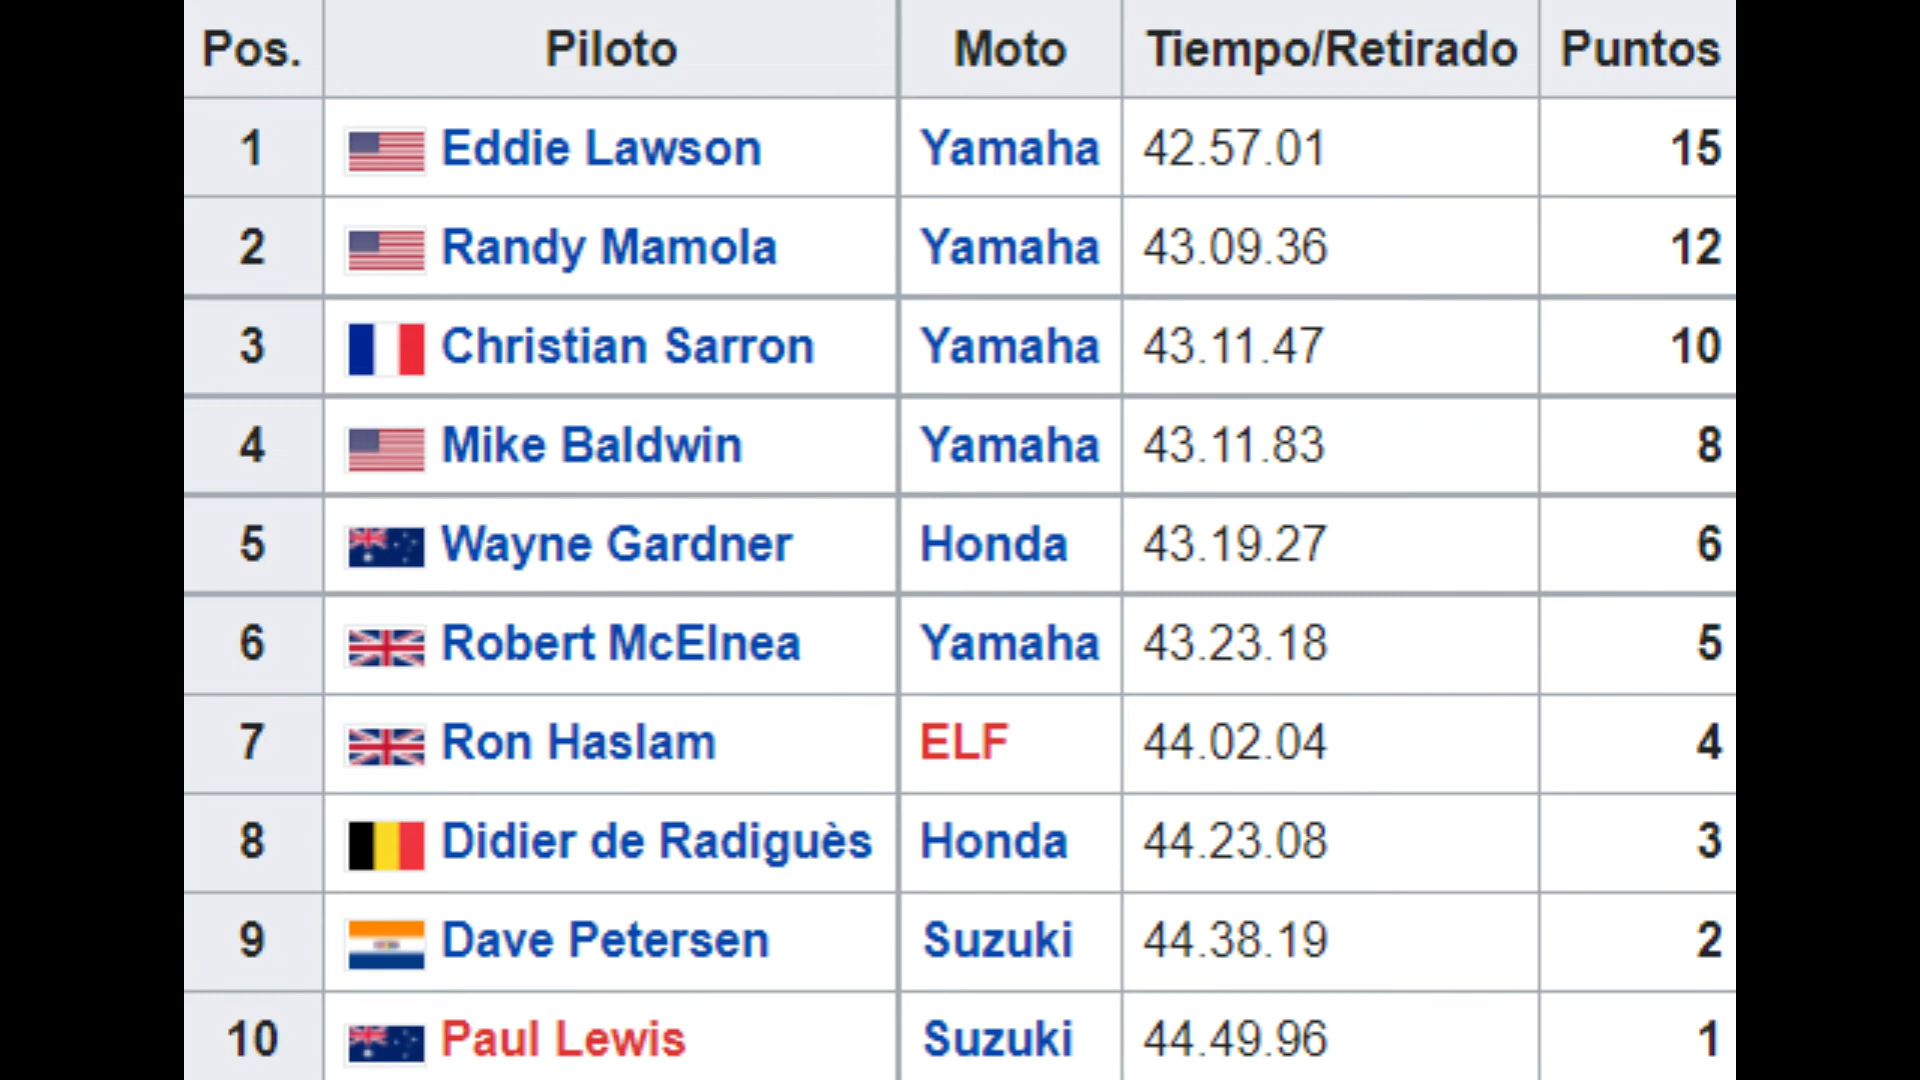 Pos. Piloto Moto Tiempo/Retirado Puntos
1 Eddie Lawson Yamaha 42.57.01 15
2 Randy Mamola Yamaha 43.09.36 12
3 Christian Sarron Yamaha 43.11.47 10
4 Mike Baldwin Yamaha 43.11.83 8
5 Wayne Gardner Honda 43.19.27 6
6 Robert McElnea Yamaha 43.23.18 5
7 Ron Haslam ELF 44.02.04 4
8 Didier de Radiguès Honda 44.23.08 3
9 Dave Petersen Suzuki 44.38.19 2
10 Paul Lewis Suzuki 44.49.96 1